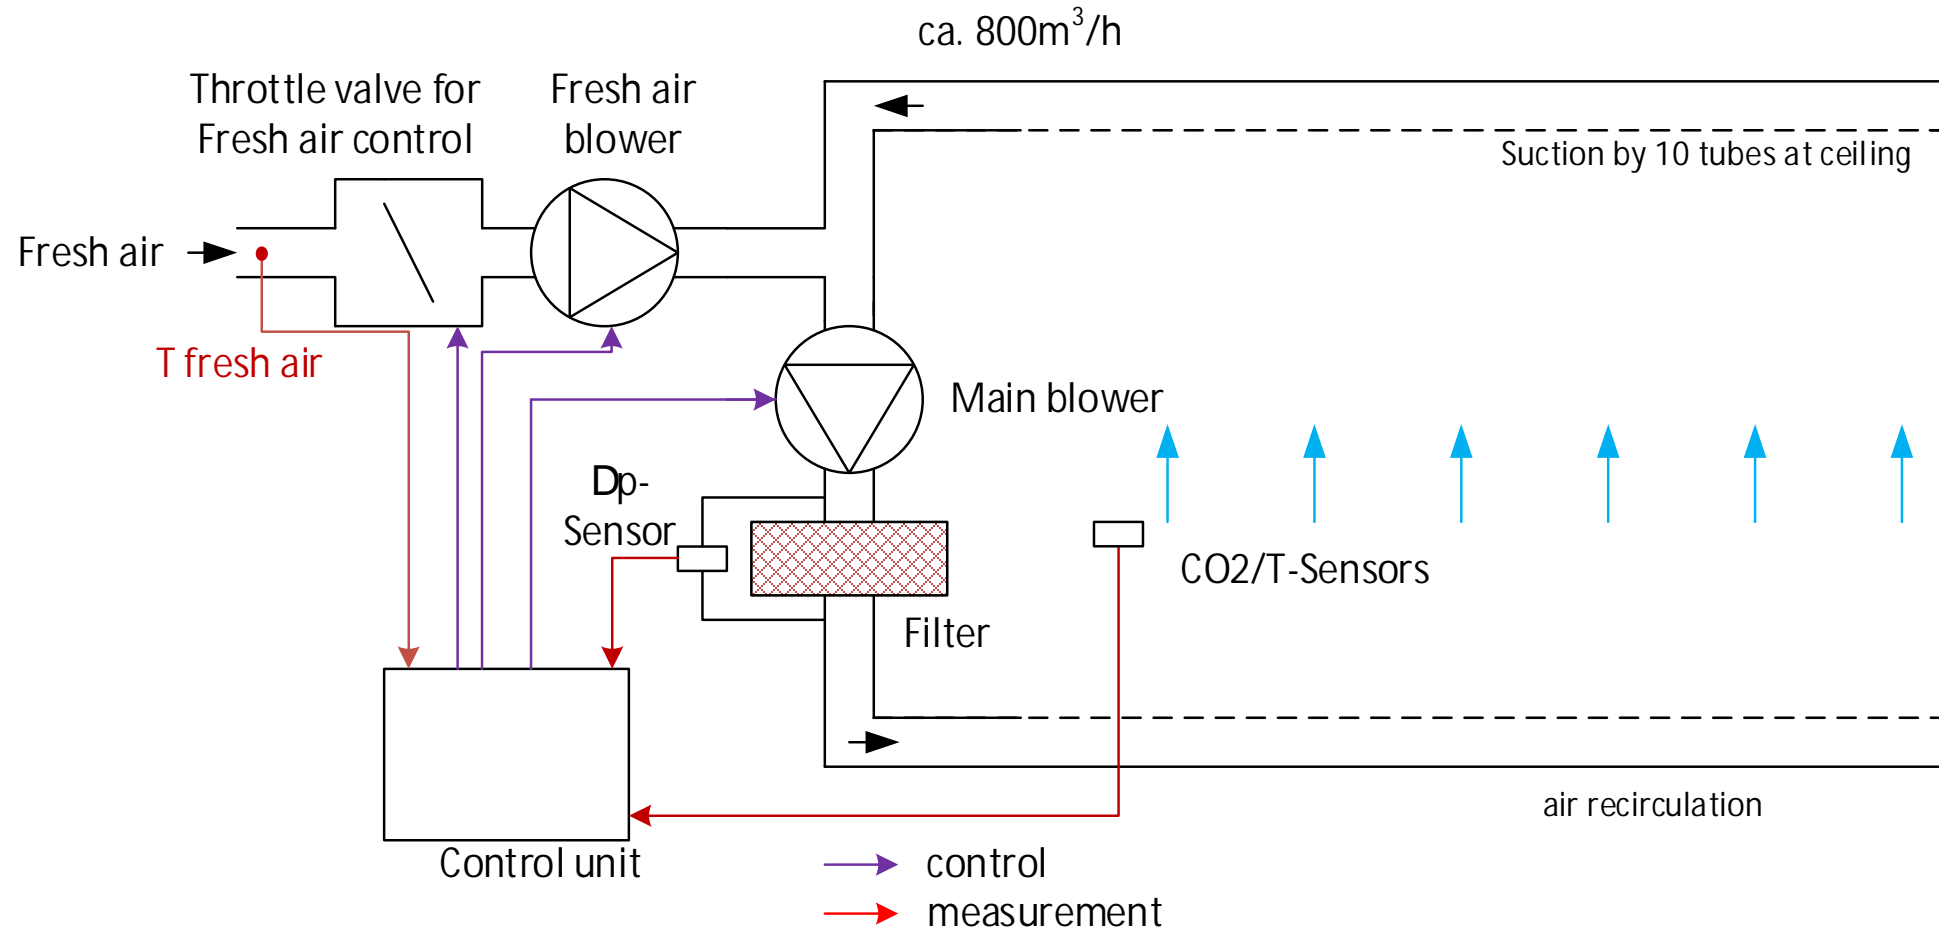 ca. 800m³/h
Throttle valve for
Fresh air control
Fresh air
blower
Suction by 10 tubes at ceiling
Fresh air
T fresh air
Main blower
Dp-
Sensor
CO2/T-Sensors
Filter
air recirculation
Control unit
control
measurement